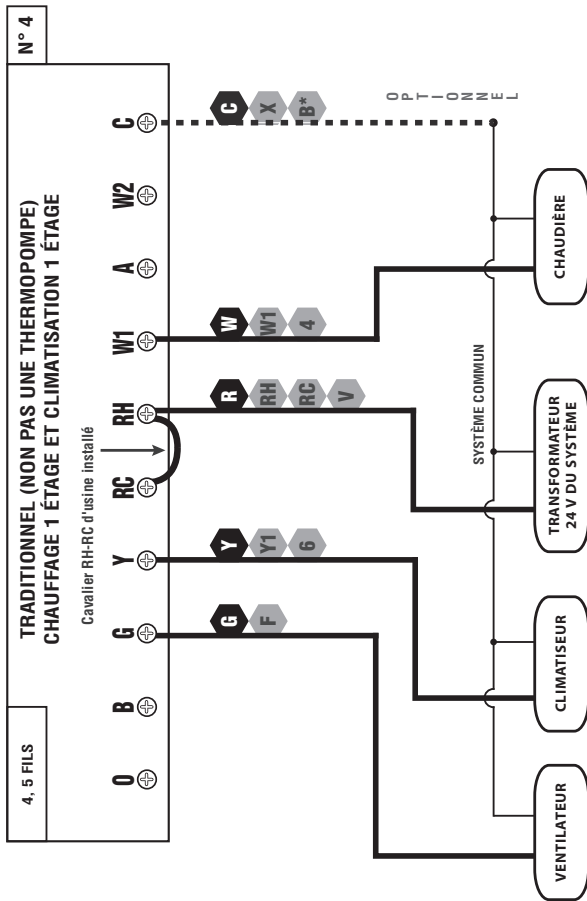 4, 5 FILS
N° 4
TRADITIONNEL (NON PAS UNE THERMOPOMPE)
CHAUFFAGE 1 ÉTAGE ET CLIMATISATION 1 ÉTAGE
Cavalier RH-RC d'usine installé
O B G Y RC RH W1 A W2 C
G Y R W C
F Y1 RH W1 X
6 RC 4 B*
V
OPTIONNEL
SYSTÈME COMMUN
VENTILATEUR
CLIMATISEUR
TRANSFORMATEUR
24 V DU SYSTÈME
CHAUDIÈRE